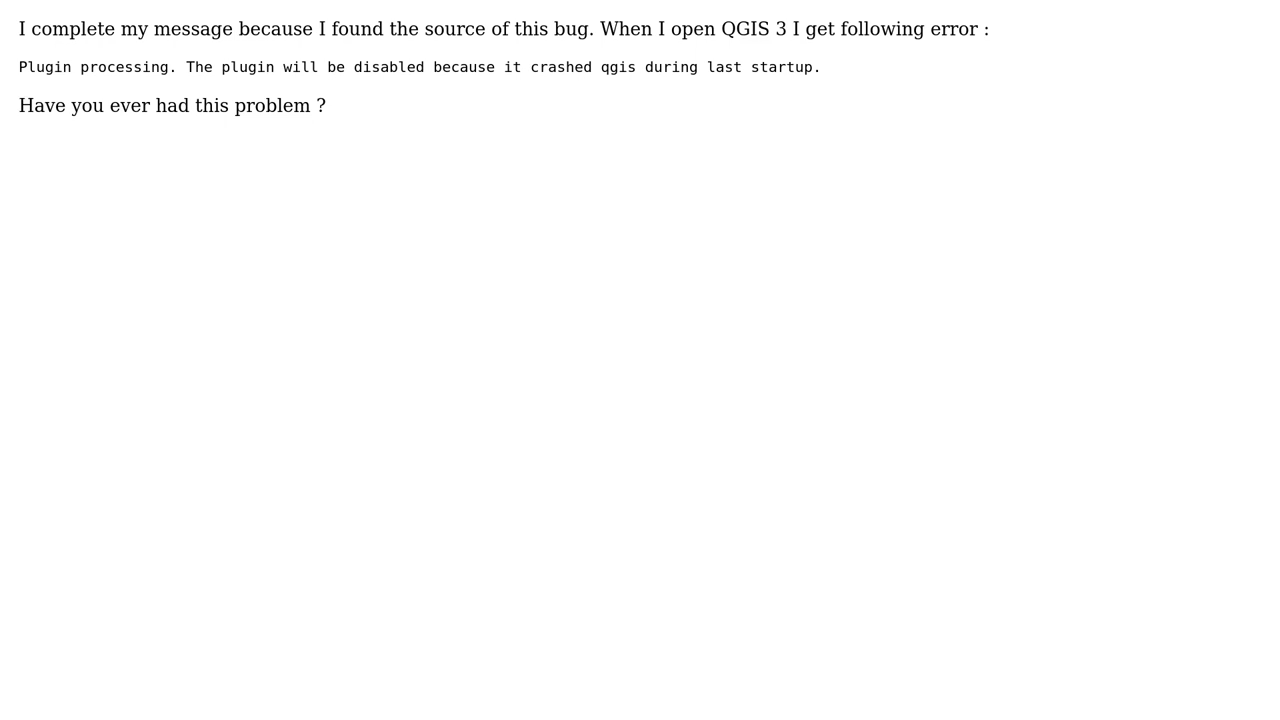 I complete my message because I found the source of this bug. When I open QGIS 3 I get following error :
Plugin processing. The plugin will be disabled because it crashed qgis during last startup.
Have you ever had this problem ?